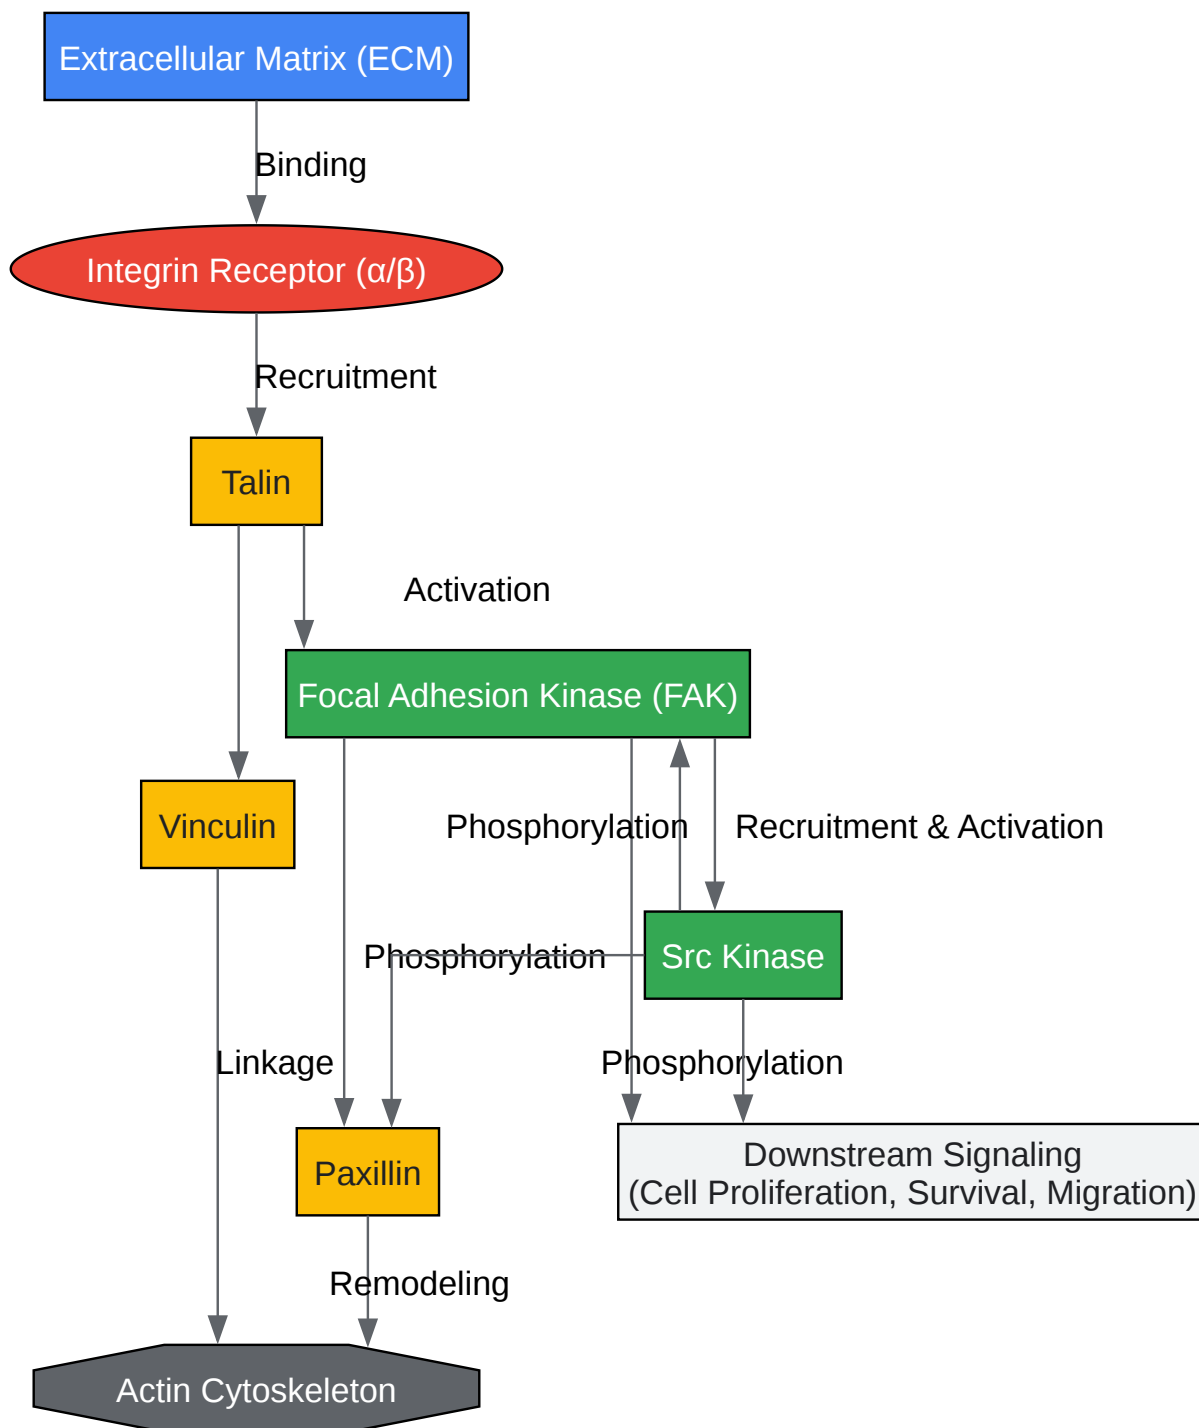 Extracellular Matrix (ECM)
Binding
Integrin Receptor (α/β)
Recruitment
Talin
Activation
Focal Adhesion Kinase (FAK)
Vinculin
Phosphorylation
Recruitment & Activation
Phosphorylation
Src Kinase
Linkage
Phosphorylation
Paxillin
Downstream Signaling
(Cell Proliferation, Survival, Migration)
Remodeling
Actin Cytoskeleton